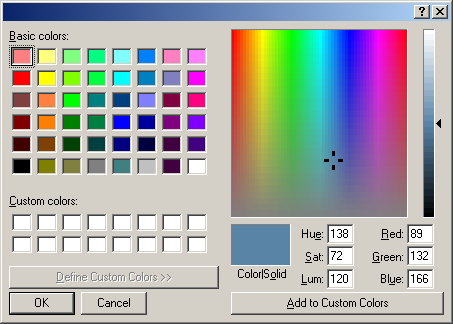 Basic colors:
Custom colors:
Define Custom Colors >>
OK
Cancel
Color|Solid
Hue: 138
Sat: 72
Lum: 120
Red: 89
Green: 132
Blue: 166
Add to Custom Colors